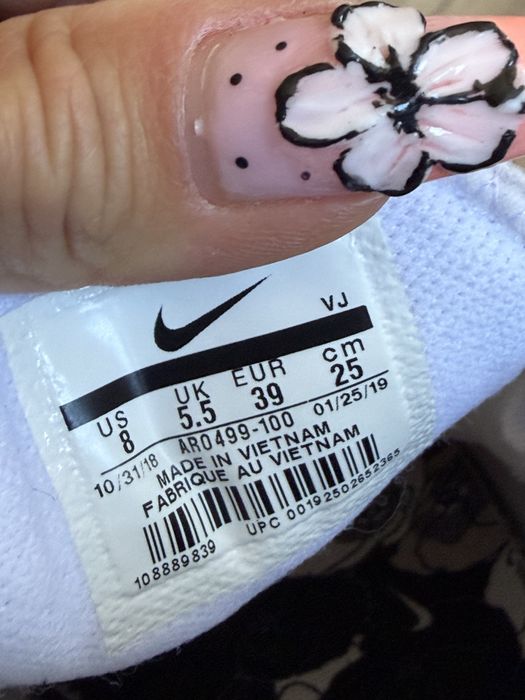 VJ
US UK EUR cm
8 5.5 39 25
10/31/18 AR0499-100 01/25/19
MADE IN VIETNAM
FABRIQUE AU VIETNAM
108889839 UPC 00192502652365